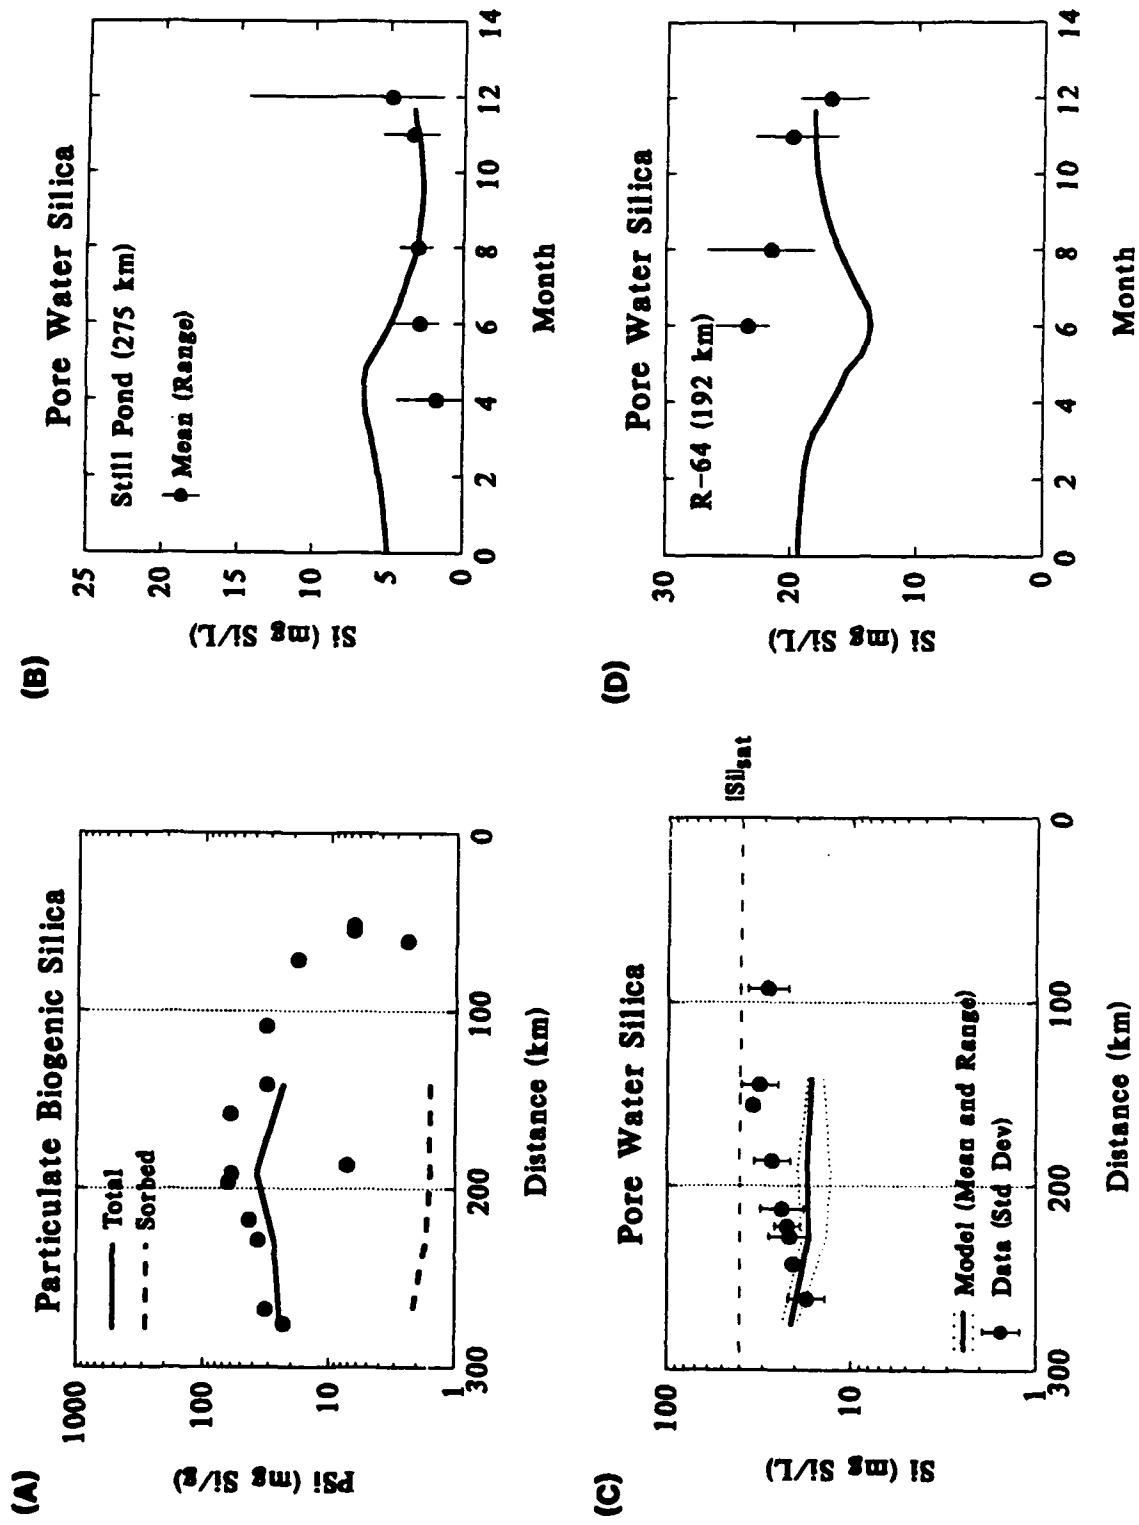 (A)
Particulate Biogenic Silica
Total
Sorbed
PSi (mg Si/g)
1000
100
10
1
300
200
100
0
Distance (km)
(B)
Pore Water Silica
Still Pond (275 km)
Mean (Range)
Si (mg Si/L)
25
20
15
10
5
0
0
2
4
6
8
10
12
14
Month
(C)
Pore Water Silica
[Si]sat
Model (Mean and Range)
Data (Std Dev)
Si (mg Si/L)
100
10
1
300
200
100
0
Distance (km)
(D)
Pore Water Silica
R-64 (192 km)
Si (mg Si/L)
30
20
10
0
0
2
4
6
8
10
12
14
Month